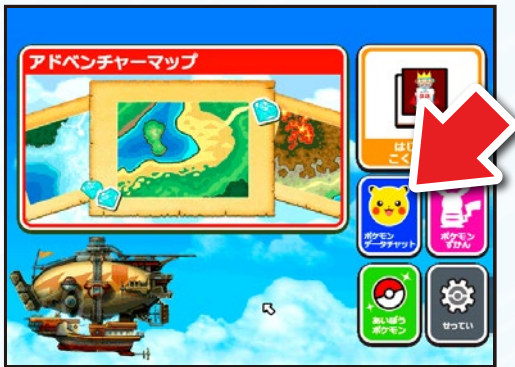 アドベンチャーマップ
はじ
こく
ポケモン
データチャット
ポケモン
ずかん
あいぼう
ポケモン
せってい